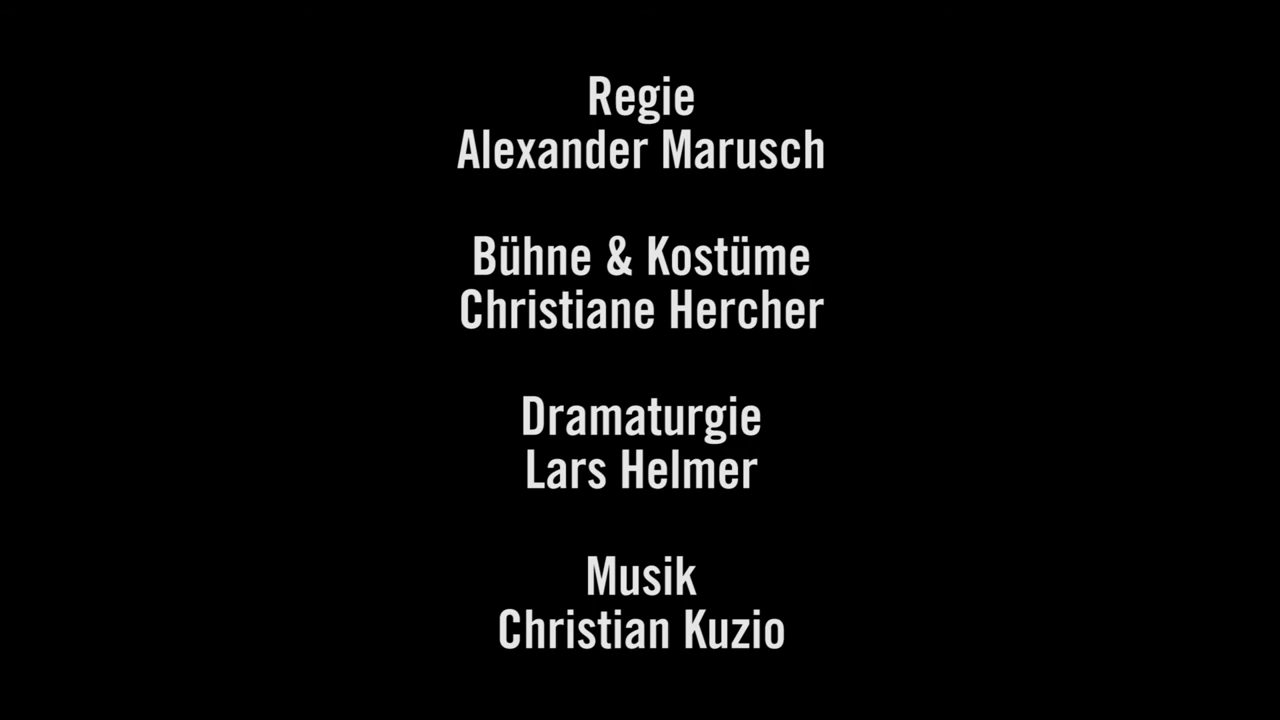 Regie
Alexander Marusch
Bühne & Kostüme
Christiane Hercher
Dramaturgie
Lars Helmer
Musik
Christian Kuzio